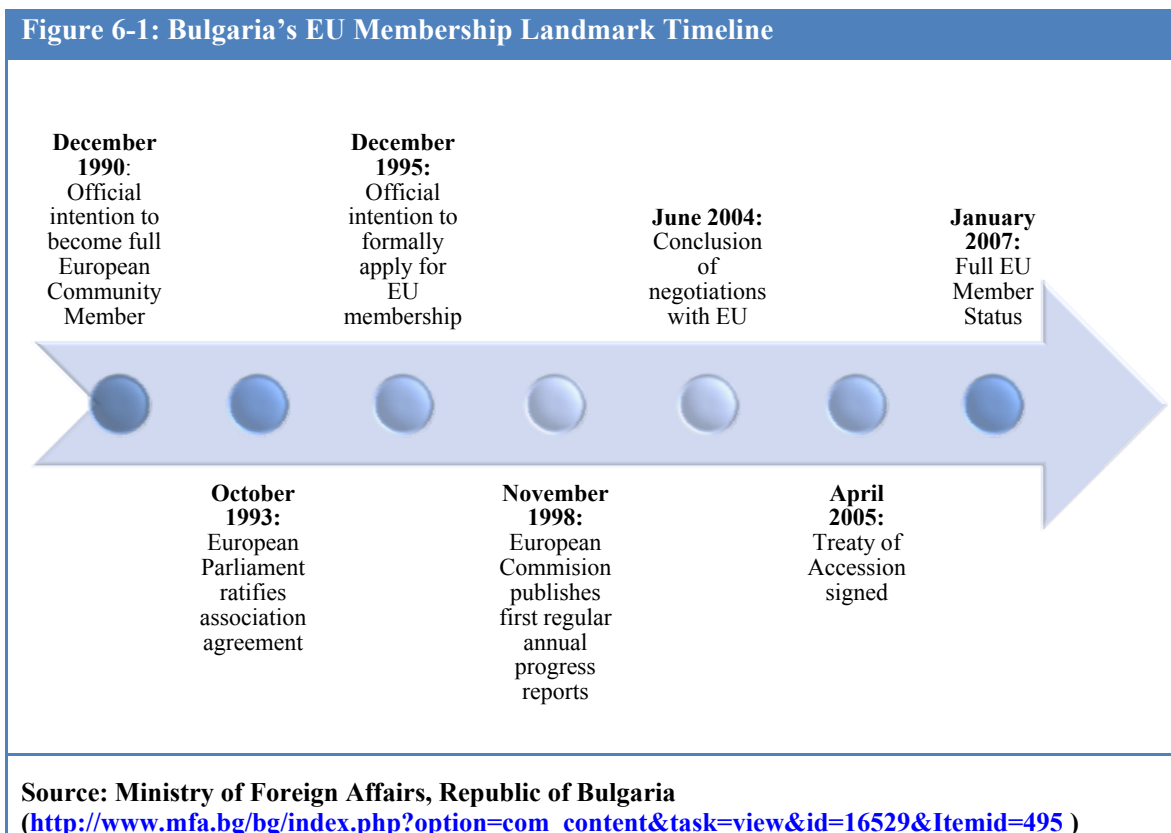 Figure 6-1: Bulgaria’s EU Membership Landmark Timeline
December
1990:
Official
intention to
become full
European
Community
Member
December
1995:
Official
intention to
formally
apply for
EU
membership
June 2004:
Conclusion
of
negotiations
with EU
January
2007:
Full EU
Member
Status
October
1993:
European
Parliament
ratifies
association
agreement
November
1998:
European
Commision
publishes
first regular
annual
progress
reports
April
2005:
Treaty of
Accession
signed
Source: Ministry of Foreign Affairs, Republic of Bulgaria
(http://www.mfa.bg/bg/index.php?option=com_content&task=view&id=16529&Itemid=495 )